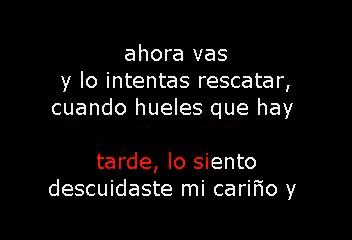 ahora vas
y lo intentas rescatar,
cuando hueles que hay
tarde, lo siento
descuidaste mi cariño y